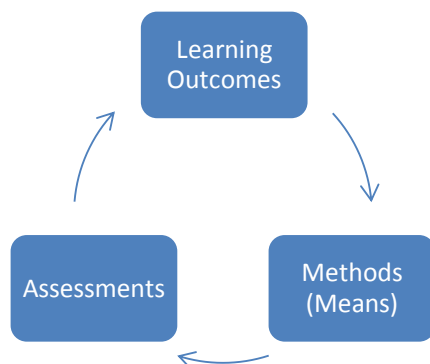 Learning
Outcomes
Assessments
Methods
(Means)